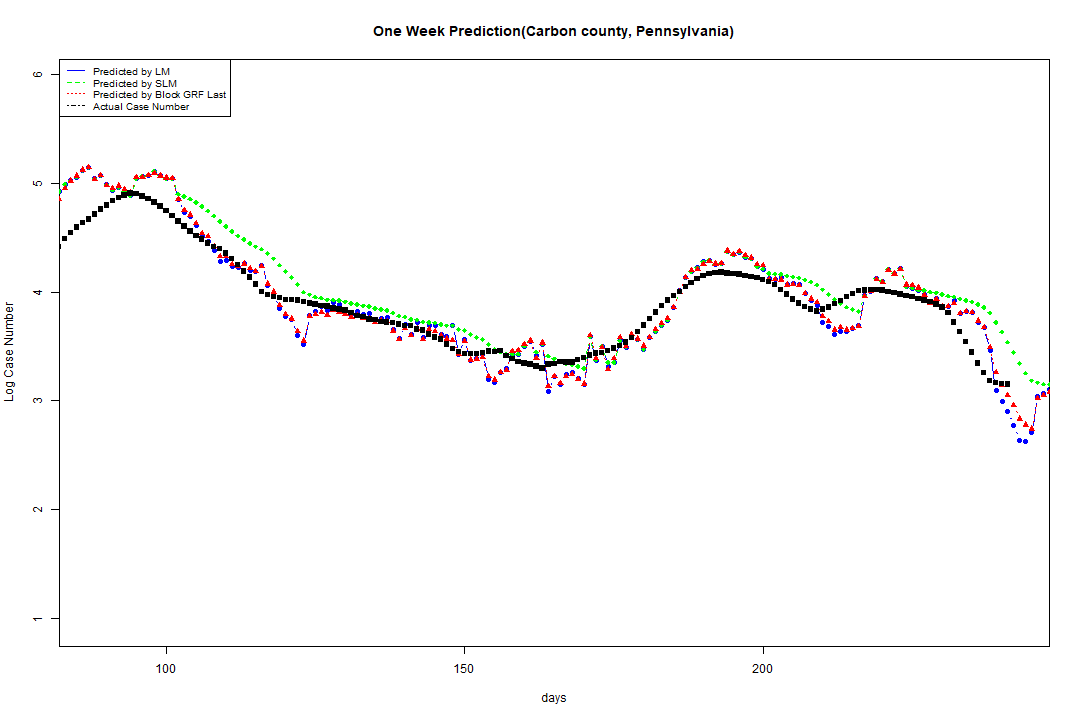 One Week Prediction(Carbon county, Pennsylvania)
Predicted by LM
Predicted by SLM
Predicted by Block GRF Last
Actual Case Number
6
5
4
3
2
1
Log Case Number
100 150 200
days